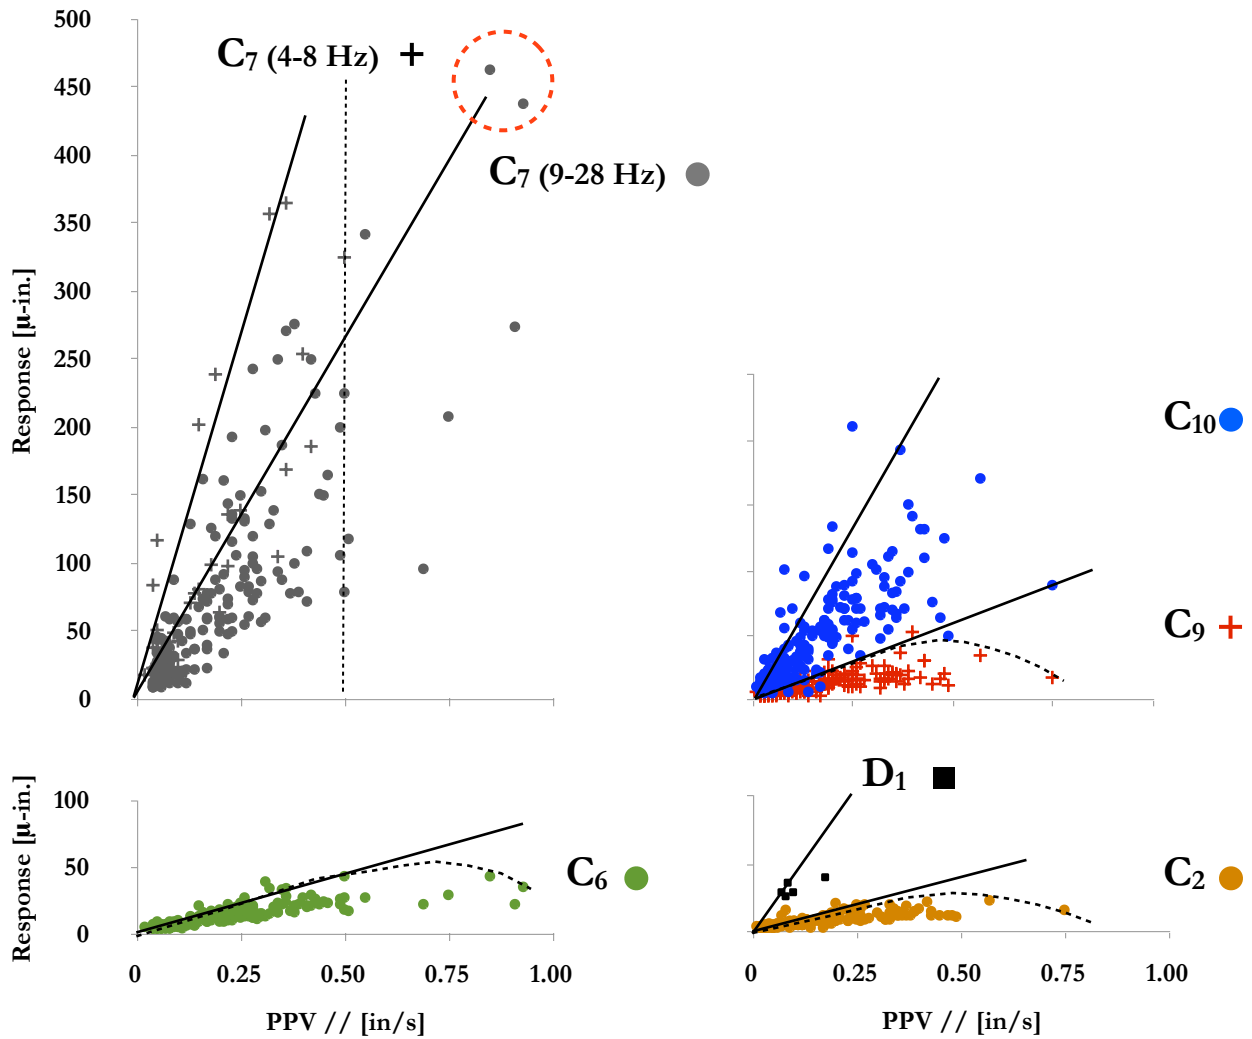 500
C7 (4-8 Hz) +
450
400
C7 (9-28 Hz)
350
300
Response [μ-in.]
250
200
150
100
50
0
C10
C9
100
Response [μ-in.]
50
0
C6
D1
C2
0 0.25 0.50 0.75 1.00
PPV // [in/s]
0 0.25 0.50 0.75 1.00
PPV // [in/s]